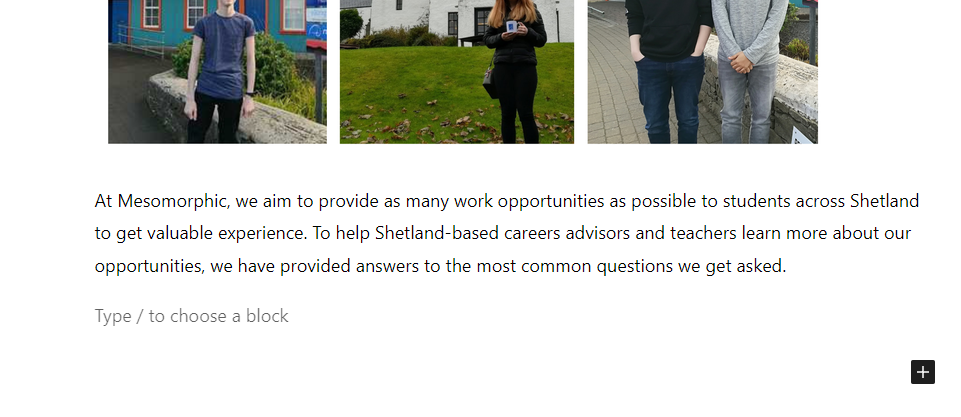 At Mesomorphic, we aim to provide as many work opportunities as possible to students across Shetland
to get valuable experience. To help Shetland-based careers advisors and teachers learn more about our
opportunities, we have provided answers to the most common questions we get asked.
Type / to choose a block